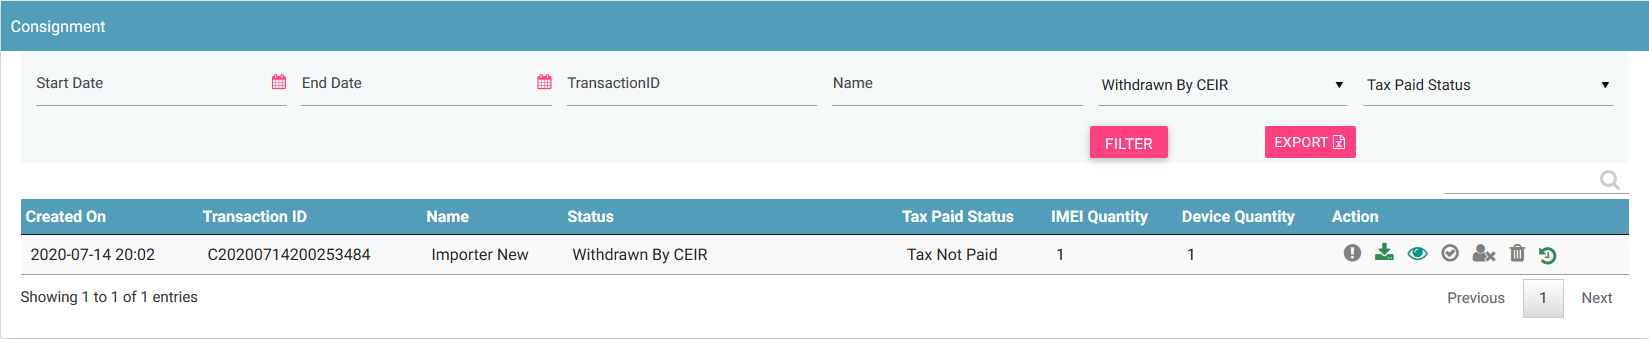 Consignment
Start Date End Date TransactionID Name Withdrawn By CEIR Tax Paid Status
FILTER EXPORT
Created On Transaction ID Name Status Tax Paid Status IMEI Quantity Device Quantity Action
2020-07-14 20:02 C20200714200253484 Importer New Withdrawn By CEIR Tax Not Paid 1 1
Showing 1 to 1 of 1 entries Previous 1 Next